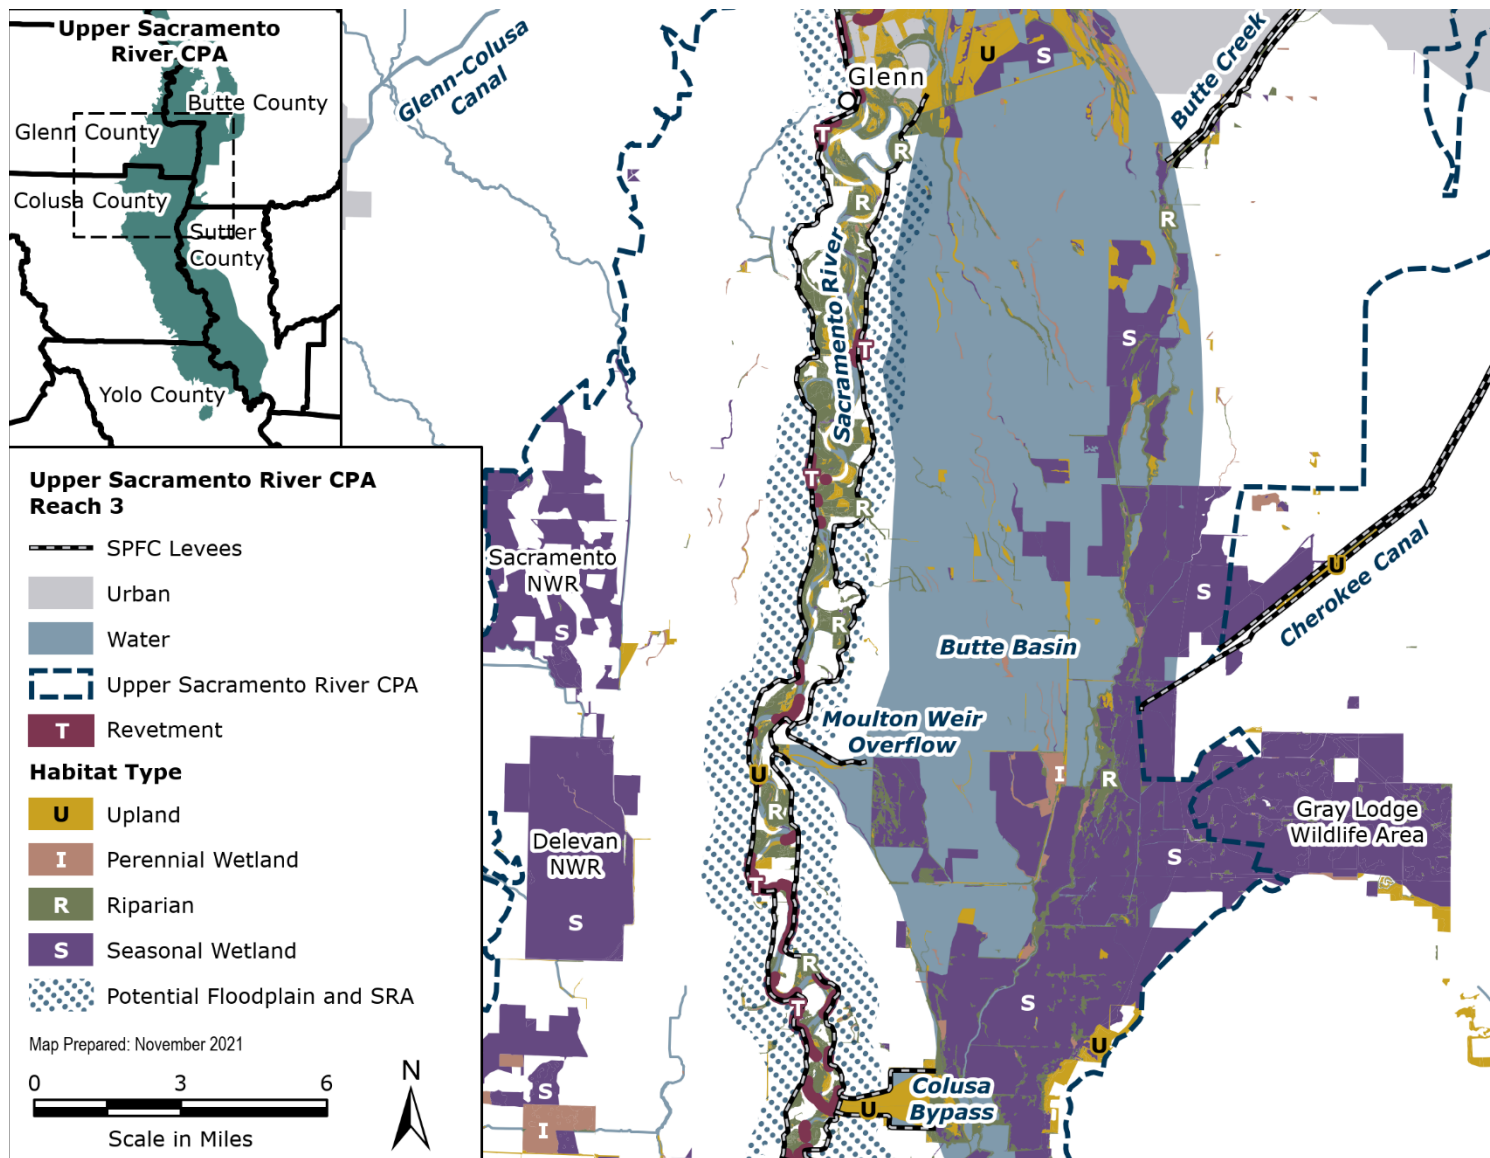 Upper Sacramento
River CPA
Butte County
Glenn County
Colusa County
Sutter
County
Yolo County
Upper Sacramento River CPA
Reach 3
SPFC Levees
Urban
Water
Upper Sacramento River CPA
T Revetment
Habitat Type
U Upland
I Perennial Wetland
R Riparian
S Seasonal Wetland
Potential Floodplain and SRA
Map Prepared: November 2021
0 3 6
Scale in Miles
N
Glenn-Colusa
Canal
Glenn
U
S
Butte Creek
T
R
R
R
Sacramento River
T
S
T
R
Sacramento
NWR
S
R
S
U
Cherokee Canal
Butte Basin
Moulton Weir
Overflow
U
I
R
R
Gray Lodge
Wildlife Area
Delevan
NWR
S
T
S
R
T
S
U
S
I
U
Colusa
Bypass